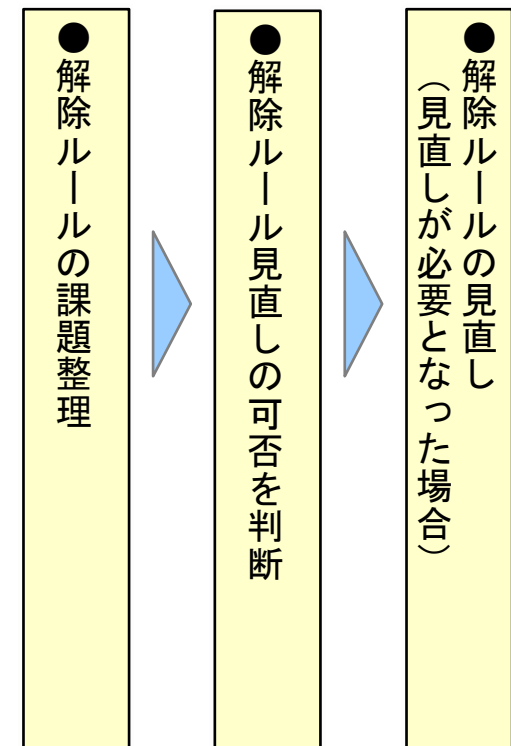 ●解除ルールの課題整理
●解除ルール見直しの可否を判断
●解除ルールの見直し
（見直しが必要となった場合）